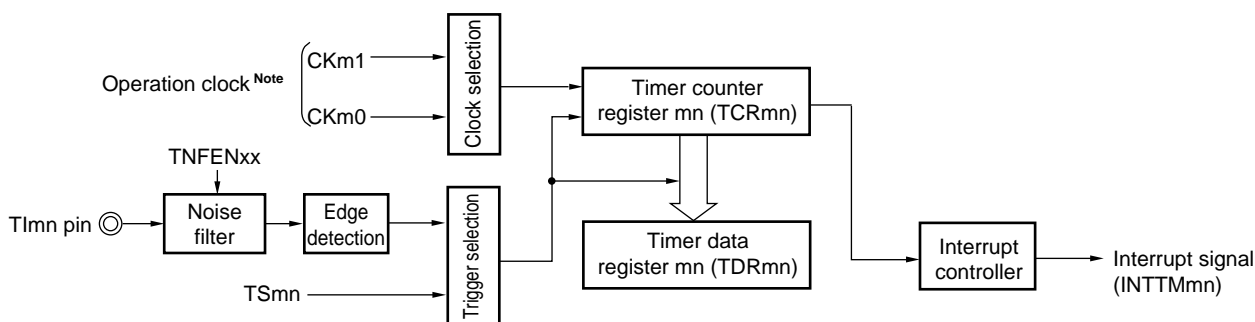 Operation clock Note
CKm1
CKm0
Clock selection
Timer counter
register mn (TCRmn)
TNFENxx
TImn pin
Noise
filter
Edge
detection
TSmn
Trigger selection
Timer data
register mn (TDRmn)
Interrupt
controller
Interrupt signal
(INTTMmn)